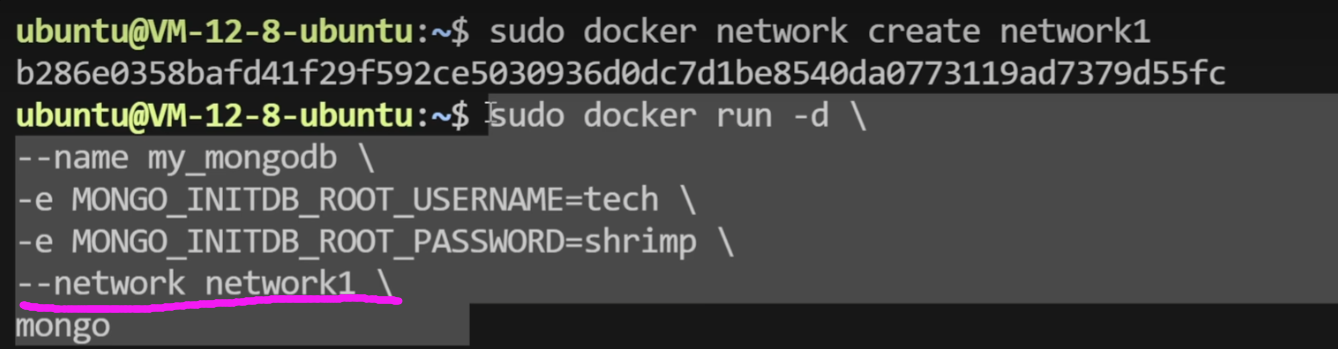 ubuntu@VM-12-8-ubuntu:~$ sudo docker network create network1
b286e0358bafd41f29f592ce5030936d0dc7d1be8540da0773119ad7379d55fc
ubuntu@VM-12-8-ubuntu:~$ sudo docker run -d \
--name my_mongodb \
-e MONGO_INITDB_ROOT_USERNAME=tech \
-e MONGO_INITDB_ROOT_PASSWORD=shrimp \
--network network1 \
mongo